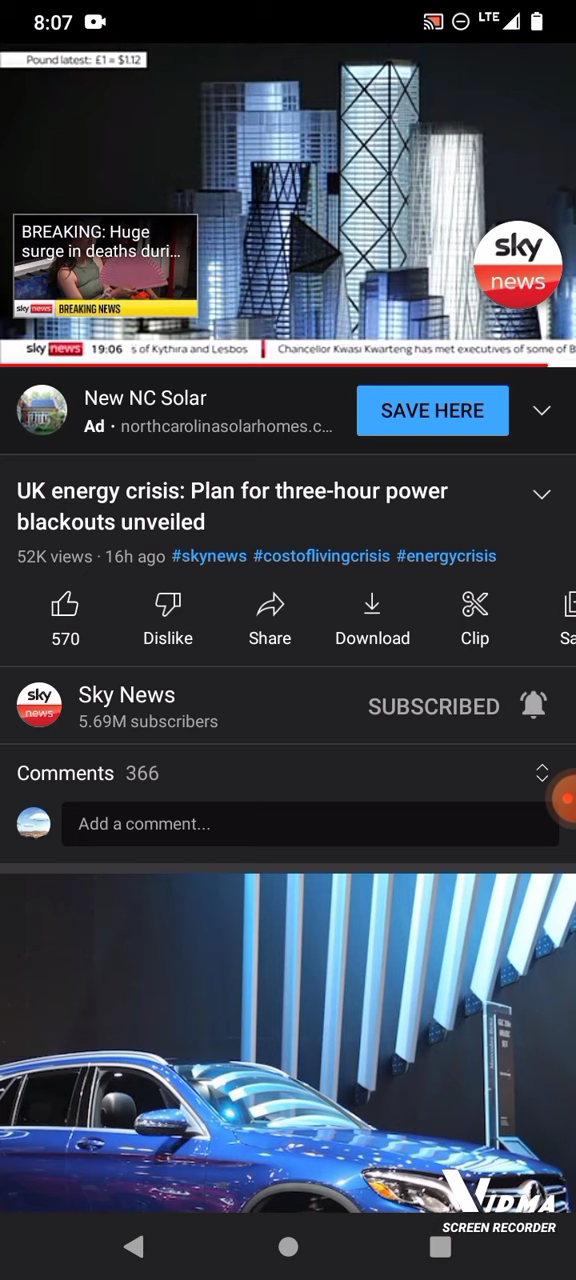 8:07
LTE
Pound latest: £1 = $1.12
BREAKING: Huge
surge in deaths duri...
sky news BREAKING NEWS
sky
news
sky news 19:06 s of Kythira and Lesbos Chancellor Kwasi Kwarteng has met executives of some of B
New NC Solar
Ad · northcarolinasolarhomes.c...
SAVE HERE
UK energy crisis: Plan for three-hour power
blackouts unveiled
52K views · 16h ago #skynews #costoflivingcrisis #energycrisis
570 Dislike Share Download Clip Sa
sky
news
Sky News
5.69M subscribers
SUBSCRIBED
Comments 366
Add a comment...
VIDMA
SCREEN RECORDER